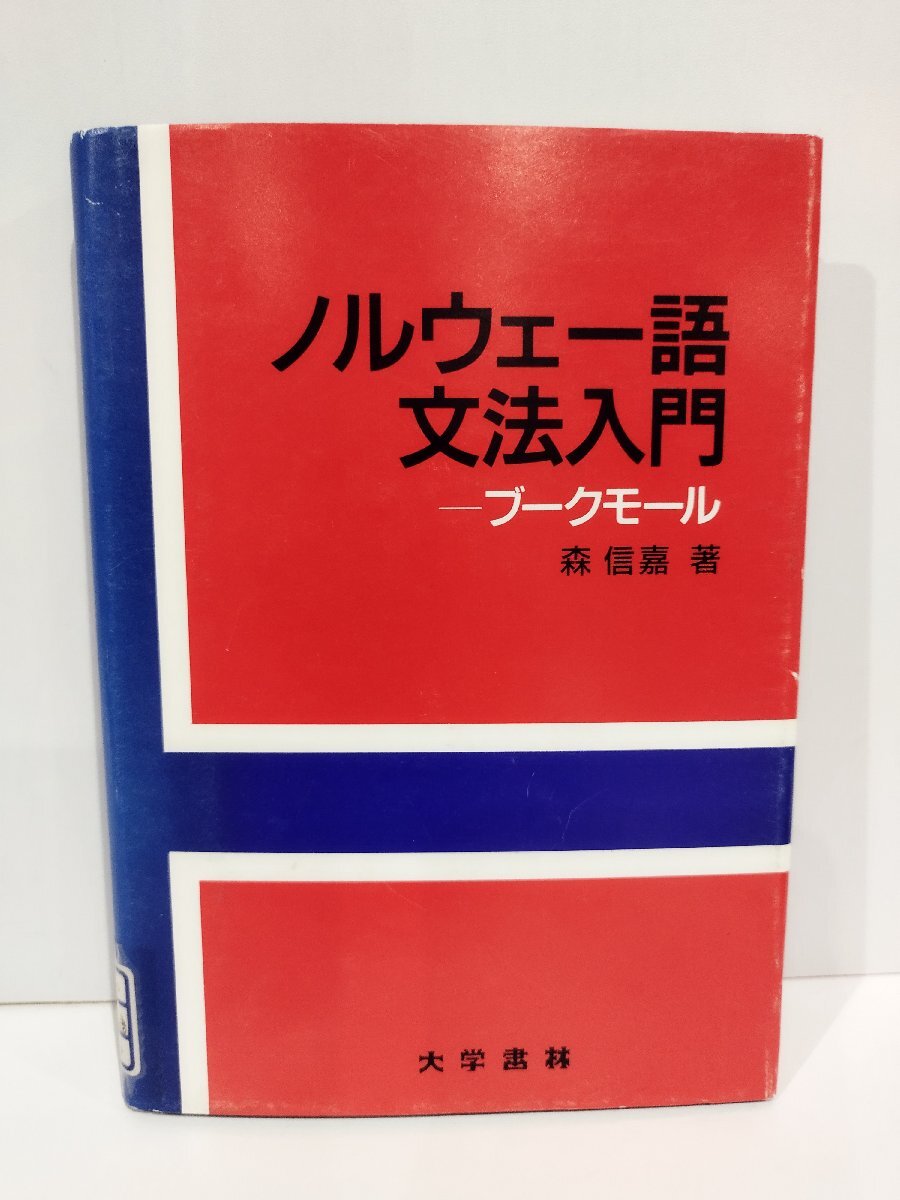 ノルウェー語
文法入門
―ブークモール
森 信嘉 著
大学書林